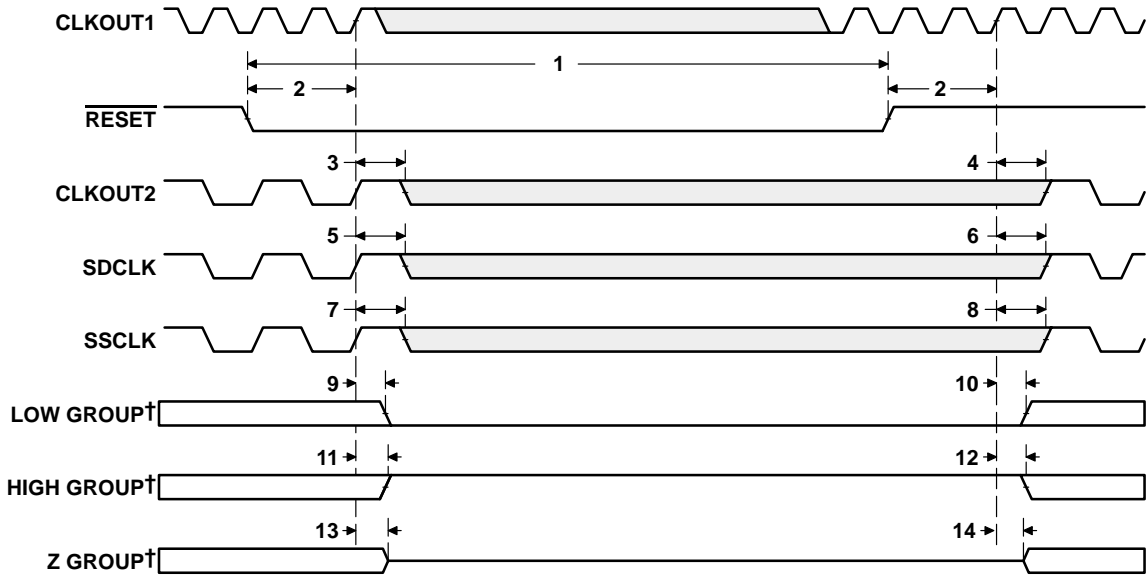 CLKOUT1
1
2 2
RESET
3 4
CLKOUT2
5 6
SDCLK
7 8
SSCLK
9 10
LOW GROUP†
11 12
HIGH GROUP†
13 14
Z GROUP†